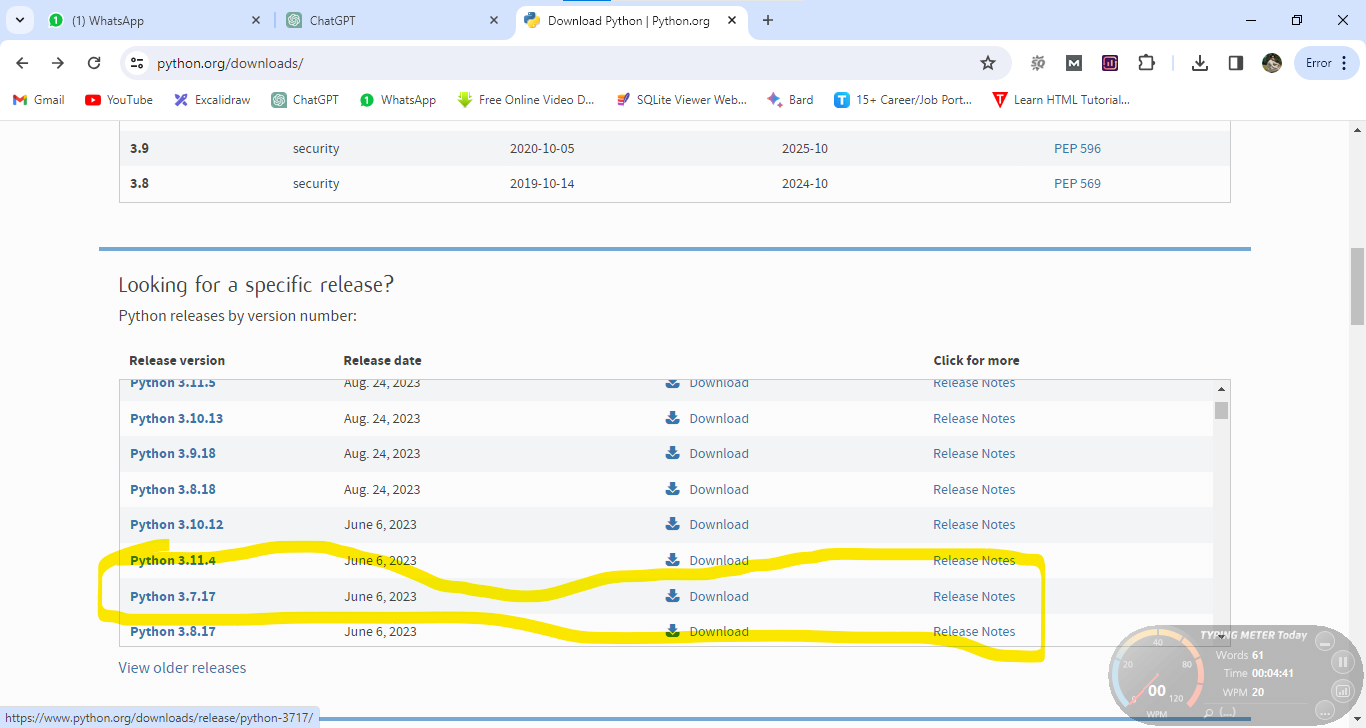 (1) WhatsApp ChatGPT Download Python | Python.org
python.org/downloads/ Error
Gmail YouTube Excalidraw ChatGPT WhatsApp Free Online Video D... SQLite Viewer Web... Bard 15+ Career/Job Port... Learn HTML Tutorial...
3.9 security 2020-10-05 2025-10 PEP 596
3.8 security 2019-10-14 2024-10 PEP 569
Looking for a specific release?
Python releases by version number:
Release version Release date Click for more
Python 3.11.5 Aug. 24, 2023 Download Release Notes
Python 3.10.13 Aug. 24, 2023 Download Release Notes
Python 3.9.18 Aug. 24, 2023 Download Release Notes
Python 3.8.18 Aug. 24, 2023 Download Release Notes
Python 3.10.12 June 6, 2023 Download Release Notes
Python 3.11.4 June 6, 2023 Download Release Notes
Python 3.7.17 June 6, 2023 Download Release Notes
Python 3.8.17 June 6, 2023 Download Release Notes
View older releases
TYPING METER Today
Words 61
Time 00:04:41
WPM 20
0 20 40 80 120
00
WPM
(...)
https://www.python.org/downloads/release/python-3717/